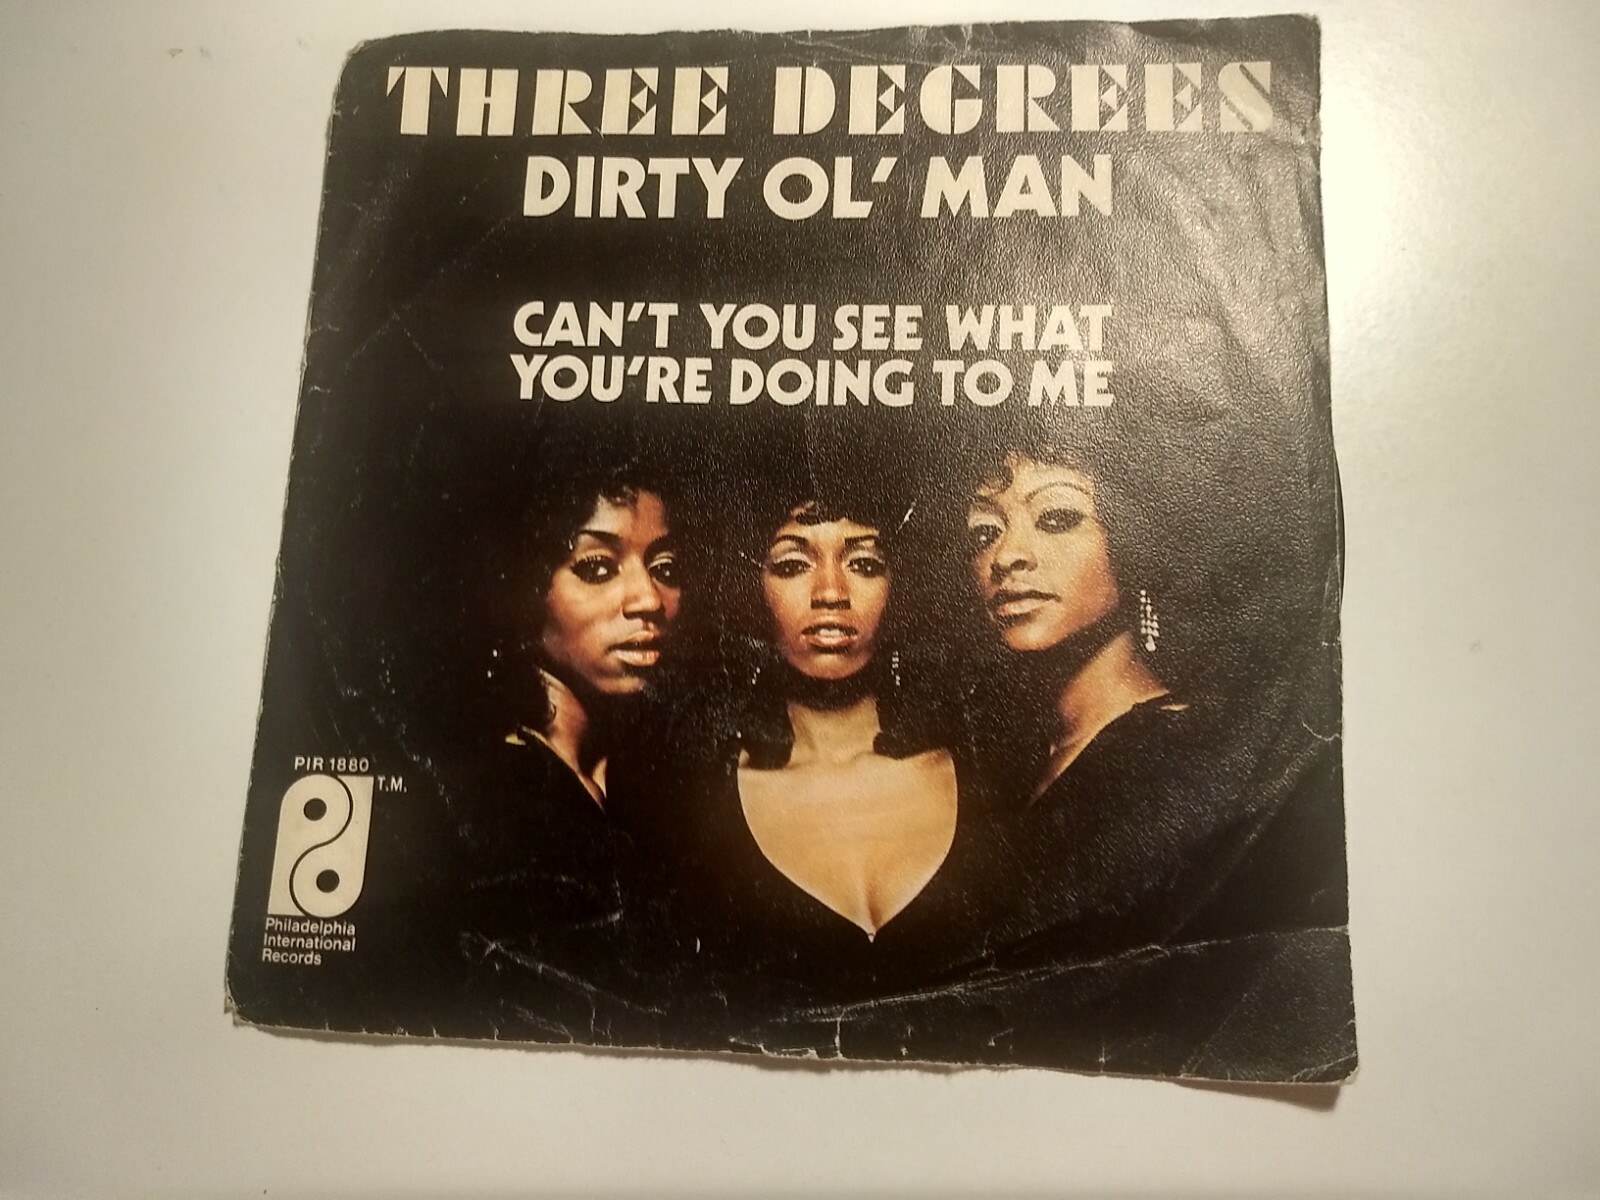 THREE DEGREES
DIRTY OL' MAN
CAN'T YOU SEE WHAT
YOU'RE DOING TO ME
PIR 1880
T.M.
Philadelphia
International
Records